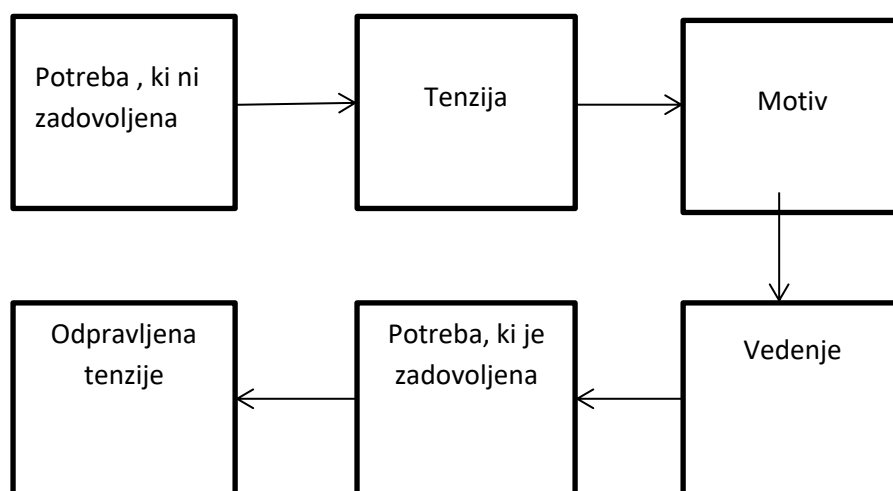 Potreba , ki ni
zadovoljena
Tenzija
Motiv
Vedenje
Potreba, ki je
zadovoljena
Odpravljena
tenzije